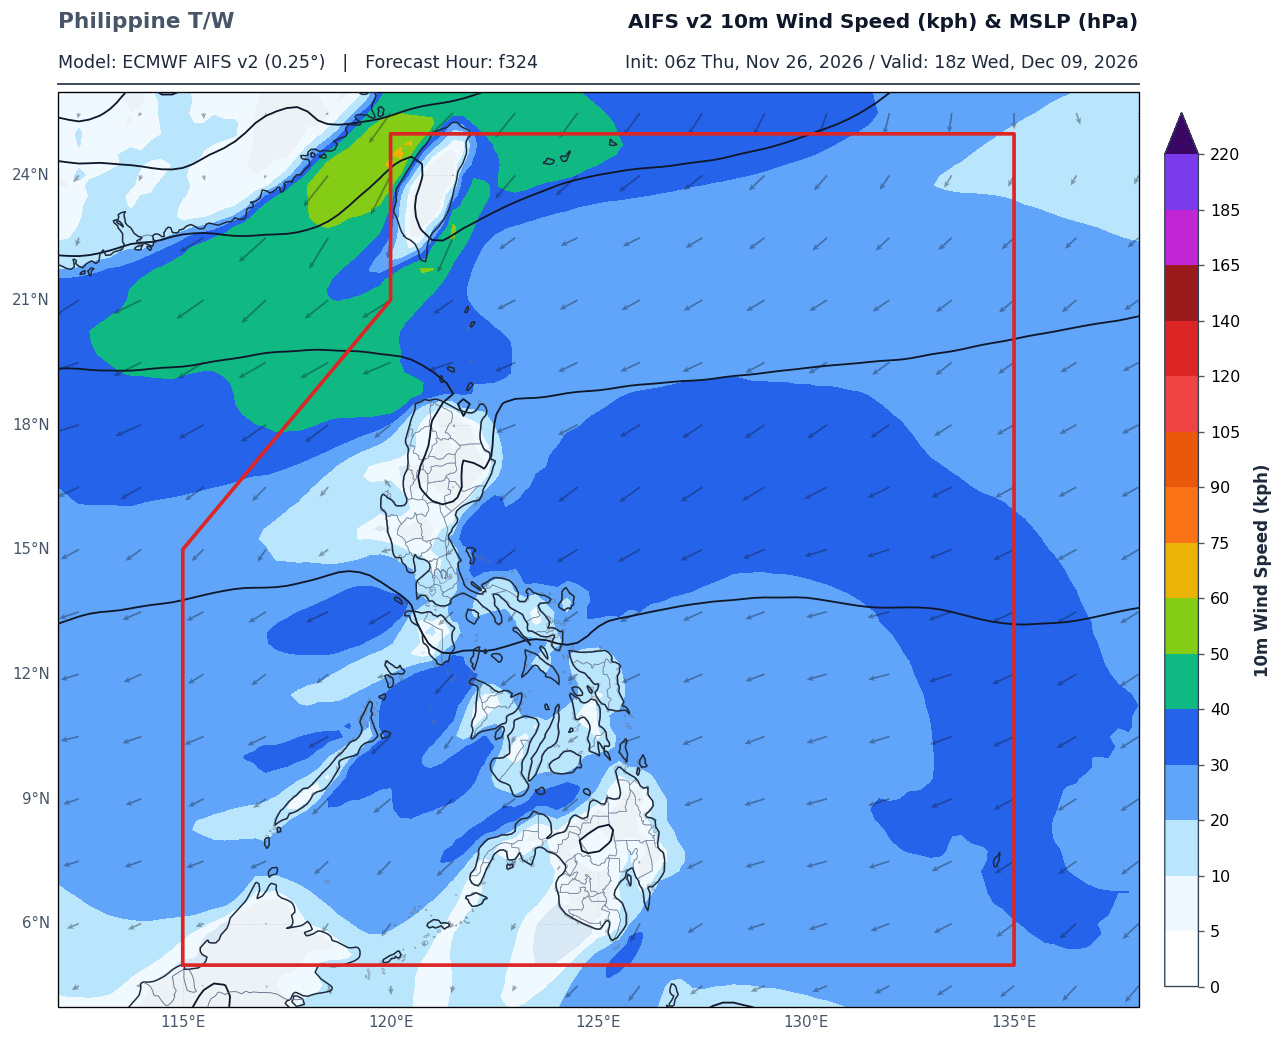 Philippine T/W
AIFS v2 10m Wind Speed (kph) & MSLP (hPa)
Model: ECMWF AIFS v2 (0.25°) | Forecast Hour: f324
Init: 06z Thu, Nov 26, 2026 / Valid: 18z Wed, Dec 09, 2026
24°N
21°N
18°N
15°N
12°N
9°N
6°N
115°E
120°E
125°E
130°E
135°E
220
185
165
140
120
105
90
75
60
50
40
30
20
10
5
0
10m Wind Speed (kph)